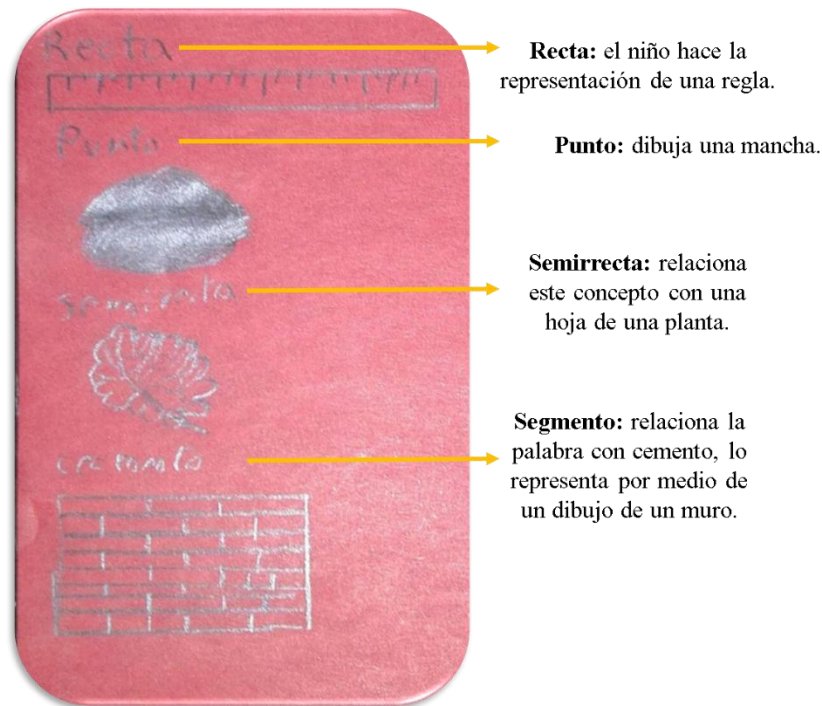 Recta
Punto
Recta: el niño hace la
representación de una regla.
Punto: dibuja una mancha.
Semirrecta: relaciona
este concepto con una
hoja de una planta.
Segmento: relaciona la
palabra con cemento, lo
representa por medio de
un dibujo de un muro.